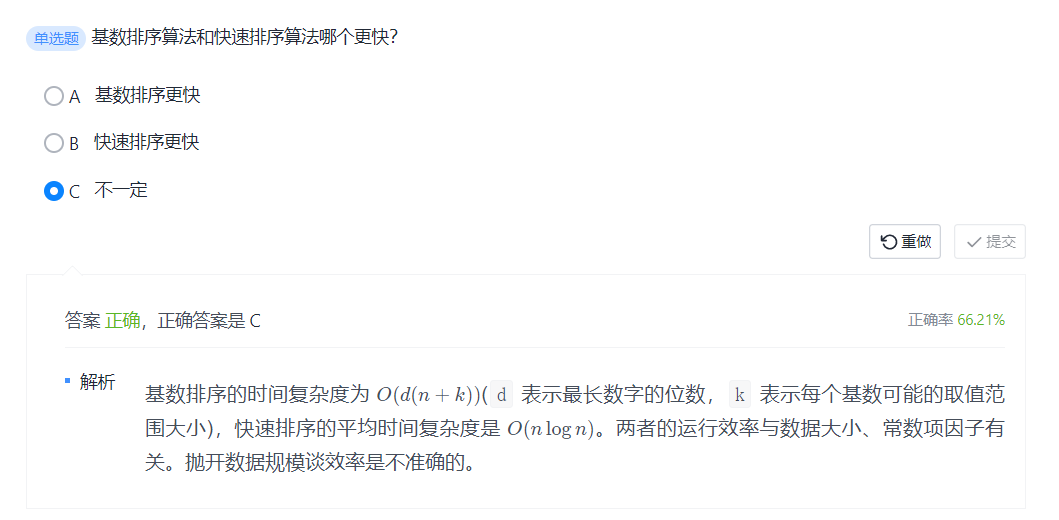 单选题 基数排序算法和快速排序算法哪个更快?
A 基数排序更快
B 快速排序更快
C 不一定
重做 提交
答案 正确，正确答案是 C 正确率 66.21%
解析
基数排序的时间复杂度为 O(d(n + k))( d 表示最长数字的位数， k 表示每个基数可能的取值范
围大小)，快速排序的平均时间复杂度是 O(n log n)。两者的运行效率与数据大小、常数项因子有
关。抛开数据规模谈效率是不准确的。